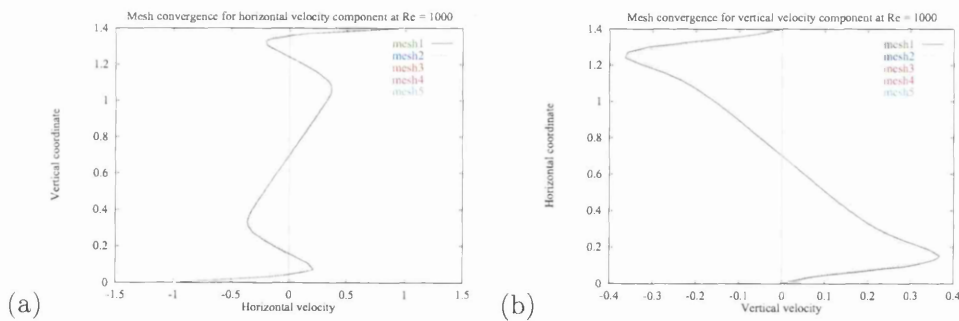 Mesh convergence for horizontal velocity component at Re = 1000
1.4
1.2
1
0.8
0.6
0.4
0.2
0
-1.5
-1
-0.5
0
0.5
1
1.5
Vertical coordinate
Horizontal velocity
mesh1
mesh2
mesh3
mesh4
mesh5
(a)
Mesh convergence for vertical velocity component at Re = 1000
1.4
1.2
1
0.8
0.6
0.4
0.2
0
-0.4
-0.3
-0.2
-0.1
0
0.1
0.2
0.3
0.4
Horizontal coordinate
Vertical velocity
mesh1
mesh2
mesh3
mesh4
mesh5
(b)